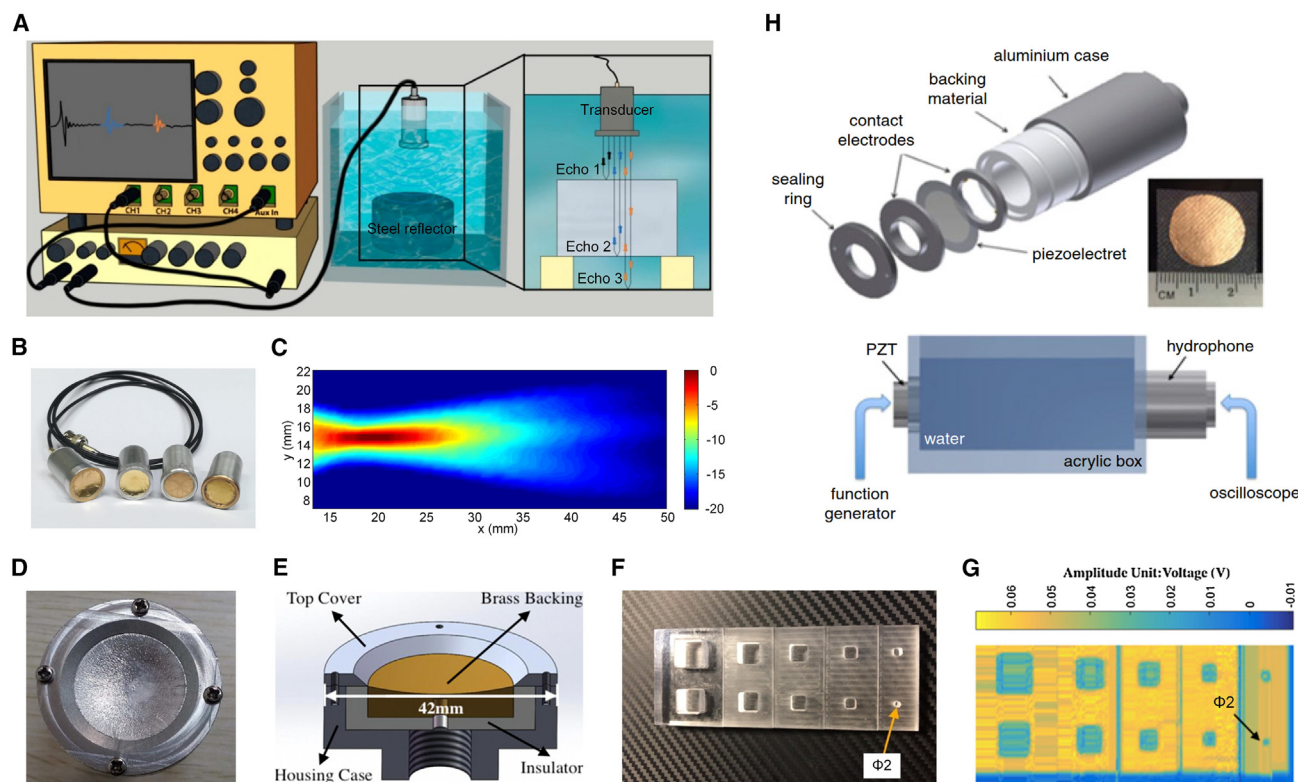 A
CH1
CH2
CH3
CH4
Aux In
Steel reflector
Transducer
Echo 1
Echo 2
Echo 3
B
C
22
20
18
16
14
12
10
8
y (mm)
15
20
25
30
35
40
45
50
x (mm)
0
-5
-10
-15
-20
D
E
Top Cover
Brass Backing
42mm
Housing Case
Insulator
F
Φ2
G
Amplitude Unit:Voltage (V)
0.06
0.05
0.04
0.03
0.02
0.01
0
-0.01
Φ2
H
aluminium case
backing
material
contact
electrodes
sealing
ring
piezoelectret
CM
1
2
PZT
hydrophone
water
acrylic box
function
generator
oscilloscope